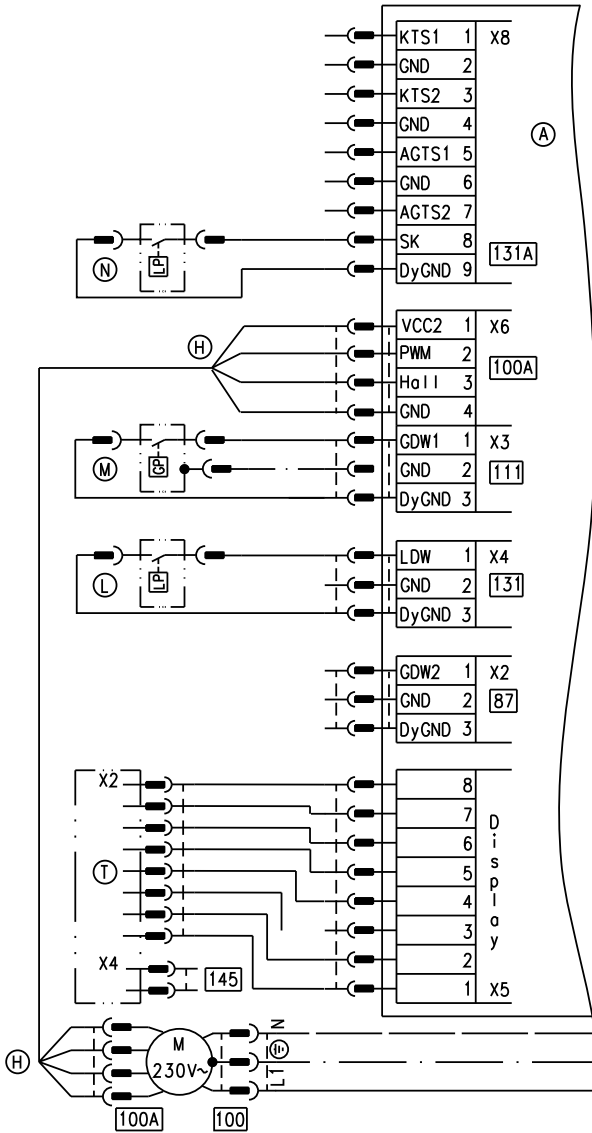 KTS1 1 X8
GND 2
KTS2 3
GND 4
A
AGTS1 5
GND 6
AGTS2 7
LP
SK 8
131A
N
DyGND 9
VCC2 1 X6
H
PWM 2
100A
Hall 3
GND 4
GDW1 1 X3
M
GP
GND 2
111
DyGND 3
LDW 1 X4
L
LP
GND 2
131
DyGND 3
GDW2 1 X2
GND 2
87
DyGND 3
X2
8
7
6
T
5
4
3
2
1 X5
Display
X4
145
H
M
230V~
N
L1
100A
100